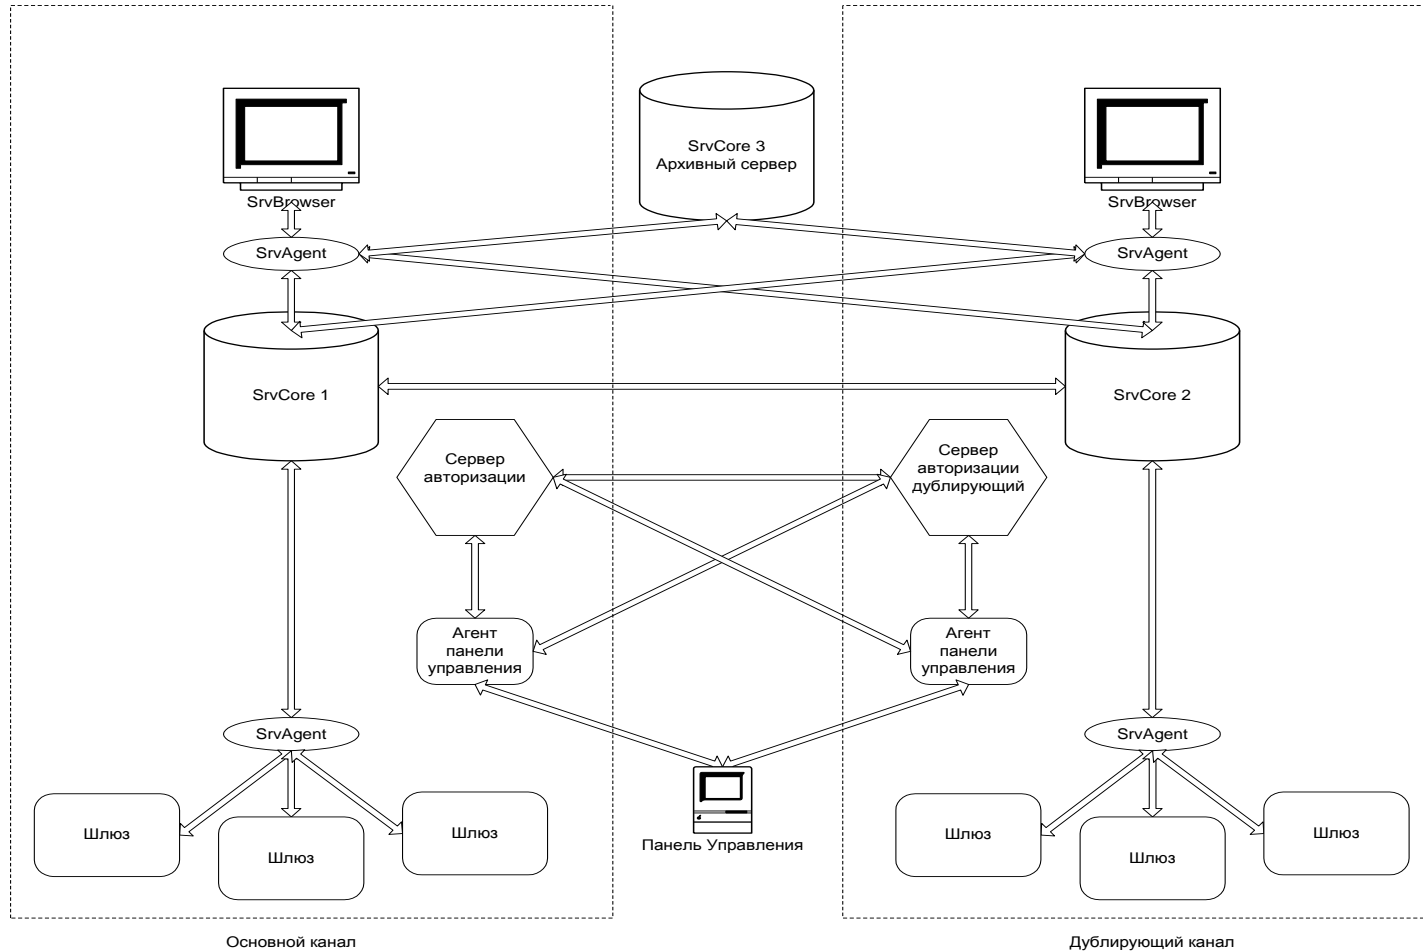 SrvCore 3
Архивный сервер
SrvBrowser
SrvBrowser
SrvAgent
SrvAgent
SrvCore 1
SrvCore 2
Сервер
авторизации
Сервер
авторизации
дублирующий
Агент
панели
управления
Агент
панели
управления
SrvAgent
SrvAgent
Шлюз
Шлюз
Шлюз
Панель Управления
Шлюз
Шлюз
Шлюз
Основной канал
Дублирующий канал